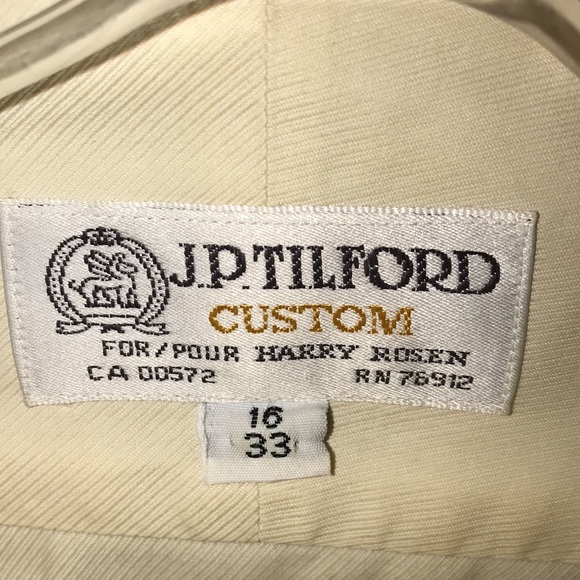 J.P. TILFORD
CUSTOM
FOR/POUR HARRY ROSEN
CA 00572 RN 76912
16
33